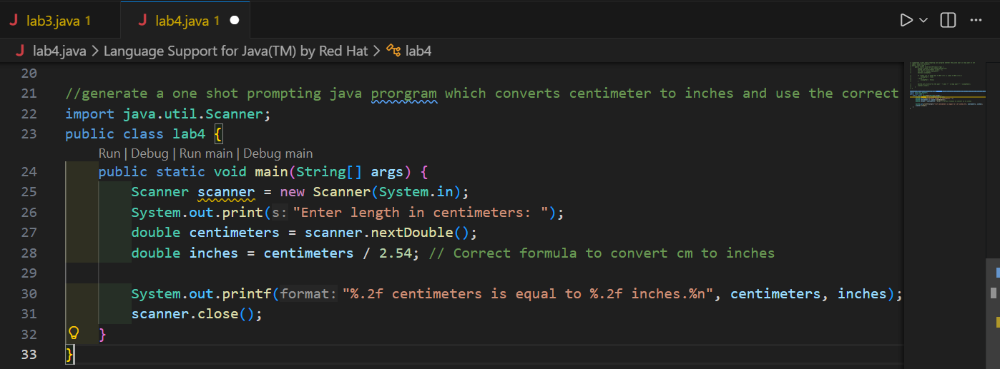 J lab3.java 1 J lab4.java 1
J lab4.java > Language Support for Java(TM) by Red Hat > lab4
20
21 //generate a one shot prompting java prorgram which converts centimeter to inches and use the correct
22 import java.util.Scanner;
23 public class lab4 {
Run | Debug | Run main | Debug main
24 public static void main(String[] args) {
25 Scanner scanner = new Scanner(System.in);
26 System.out.print(s: "Enter length in centimeters: ");
27 double centimeters = scanner.nextDouble();
28 double inches = centimeters / 2.54; // Correct formula to convert cm to inches
29
30 System.out.printf(format: "%.2f centimeters is equal to %.2f inches.%n", centimeters, inches);
31 scanner.close();
32 }
33 }